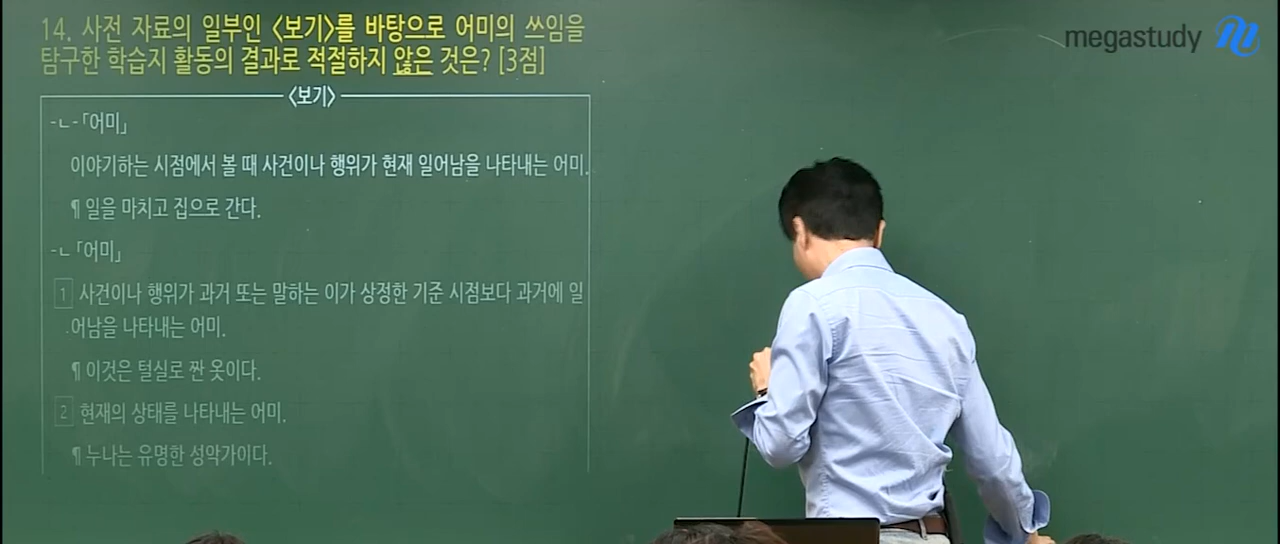 14. 사전 자료의 일부인 〈보기〉를 바탕으로 어미의 쓰임을
탐구한 학습지 활동의 결과로 적절하지 않은 것은? [3점]
〈보기〉
-ㄴ-「어미」
이야기하는 시점에서 볼 때 사건이나 행위가 현재 일어남을 나타내는 어미.
¶ 일을 마치고 집으로 간다.
-ㄴ 「어미」
1 사건이나 행위가 과거 또는 말하는 이가 상정한 기준 시점보다 과거에 일
어남을 나타내는 어미.
¶ 이것은 털실로 짠 옷이다.
2 현재의 상태를 나타내는 어미.
¶ 누나는 유명한 성악가이다.
megastudy